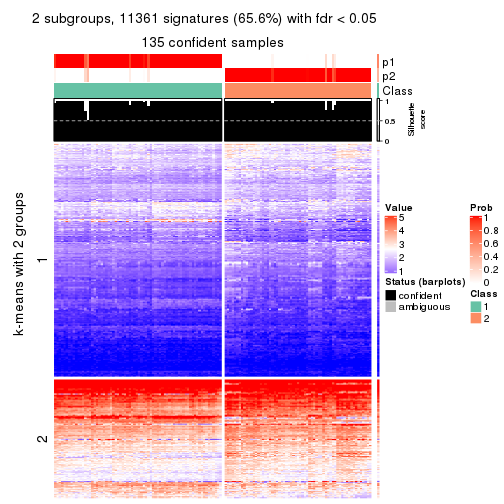 2 subgroups, 11361 signatures (65.6%) with fdr < 0.05
135 confident samples
p1
p2
Class
1
0.5
0
Silhouette
score
k-means with 2 groups
1
2
Value
5
4
3
2
1
Status (barplots)
confident
ambiguous
Prob
1
0.8
0.6
0.4
0.2
0
Class
1
2